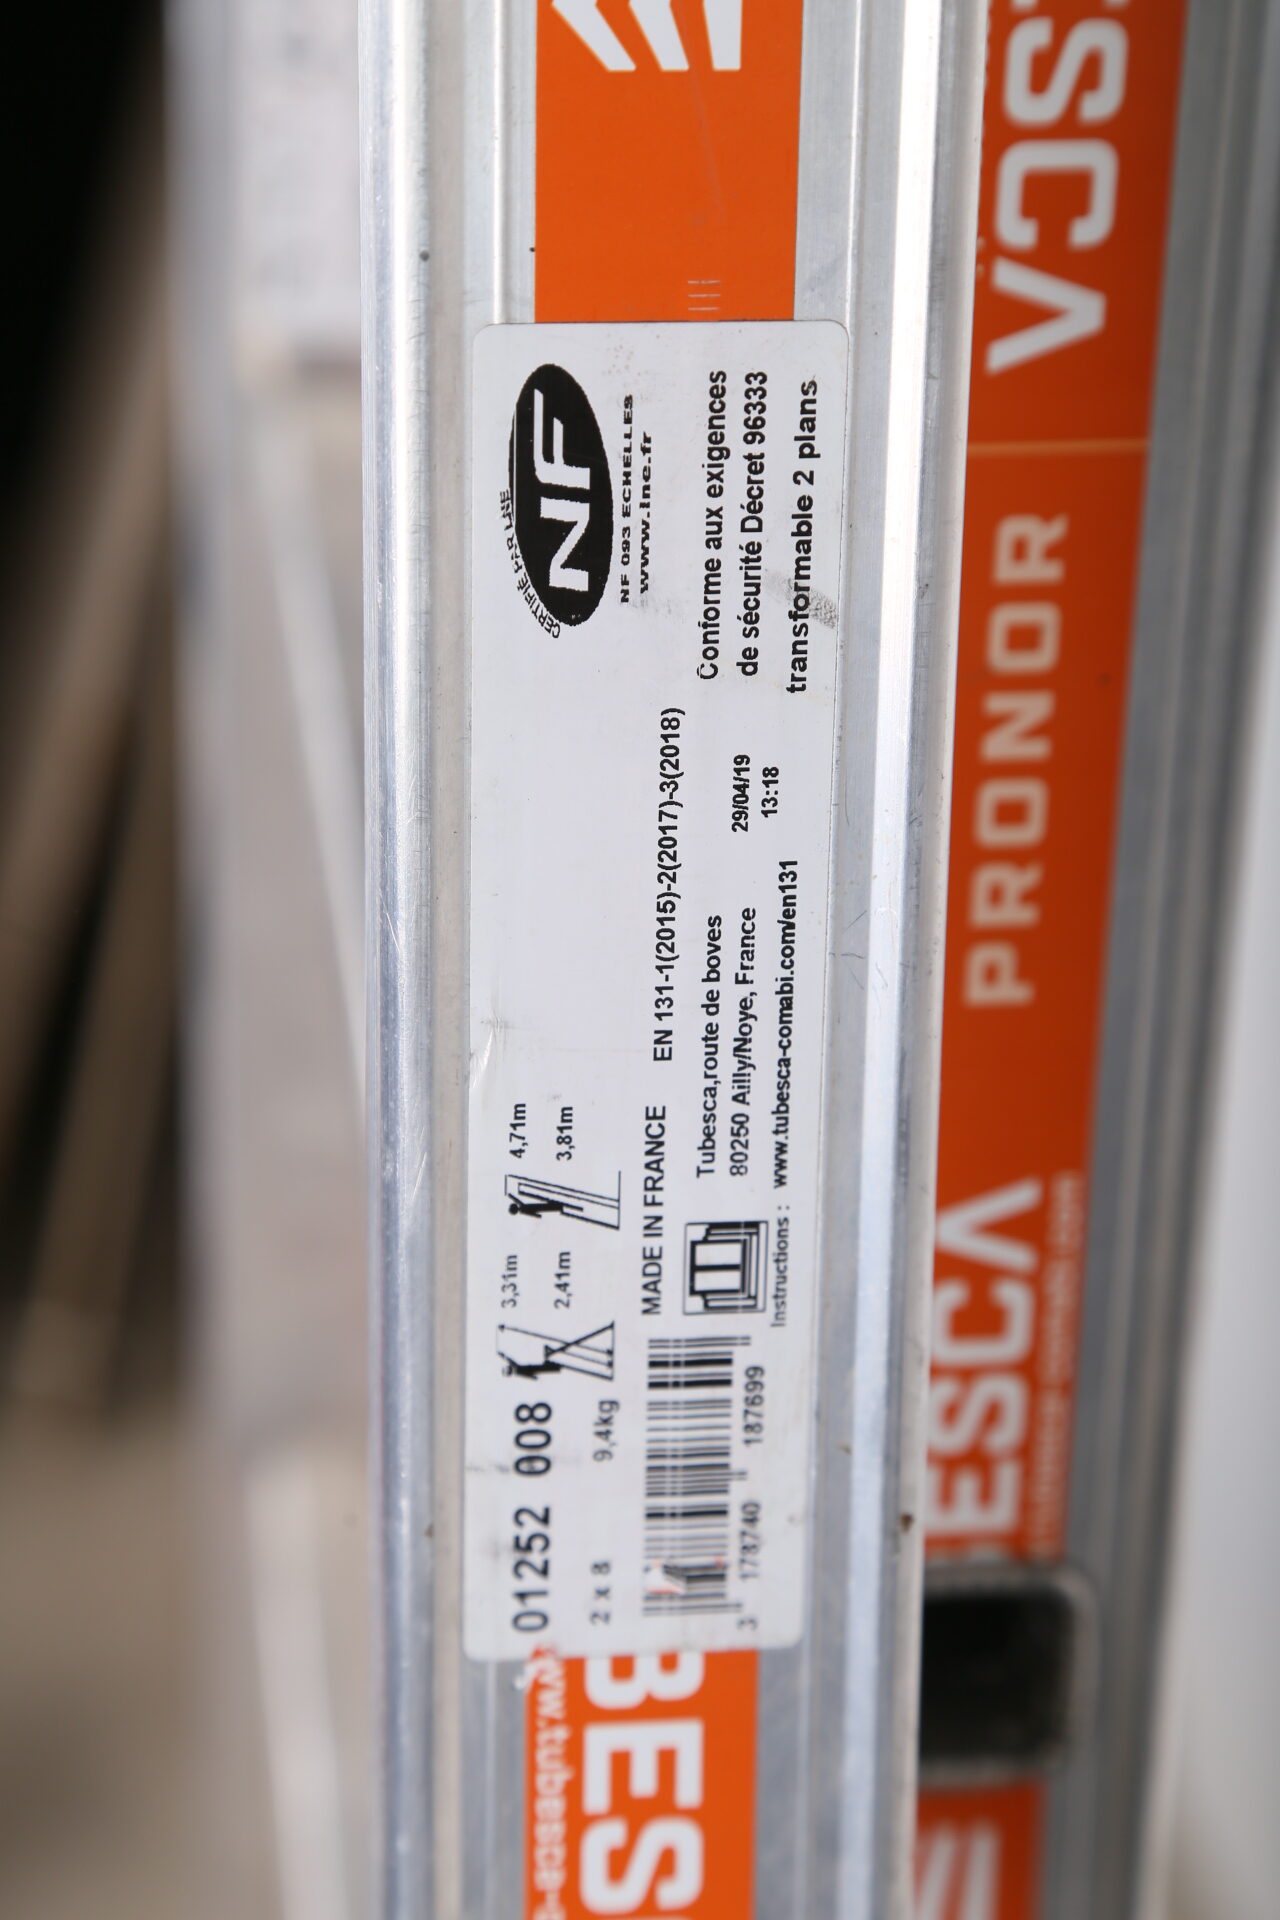 CERTIFIÉ PAR LNE
NF
NF 093 ECHELLES
www.lne.fr
Conforme aux exigences
de sécurité Décret 96333
transformable 2 plans
01252 008
2 x 8
9,4kg
3,31m
2,41m
4,71m
3,81m
MADE IN FRANCE
EN 131-1(2015)-2(2017)-3(2018)
Tubesca,route de boves
80250 Ailly/Noye, France
29/04/19
13:18
Instructions : www.tubesca-comabi.com/en131
3 178740 187699
BES
www.tubesca-
ESCA
PRONOR